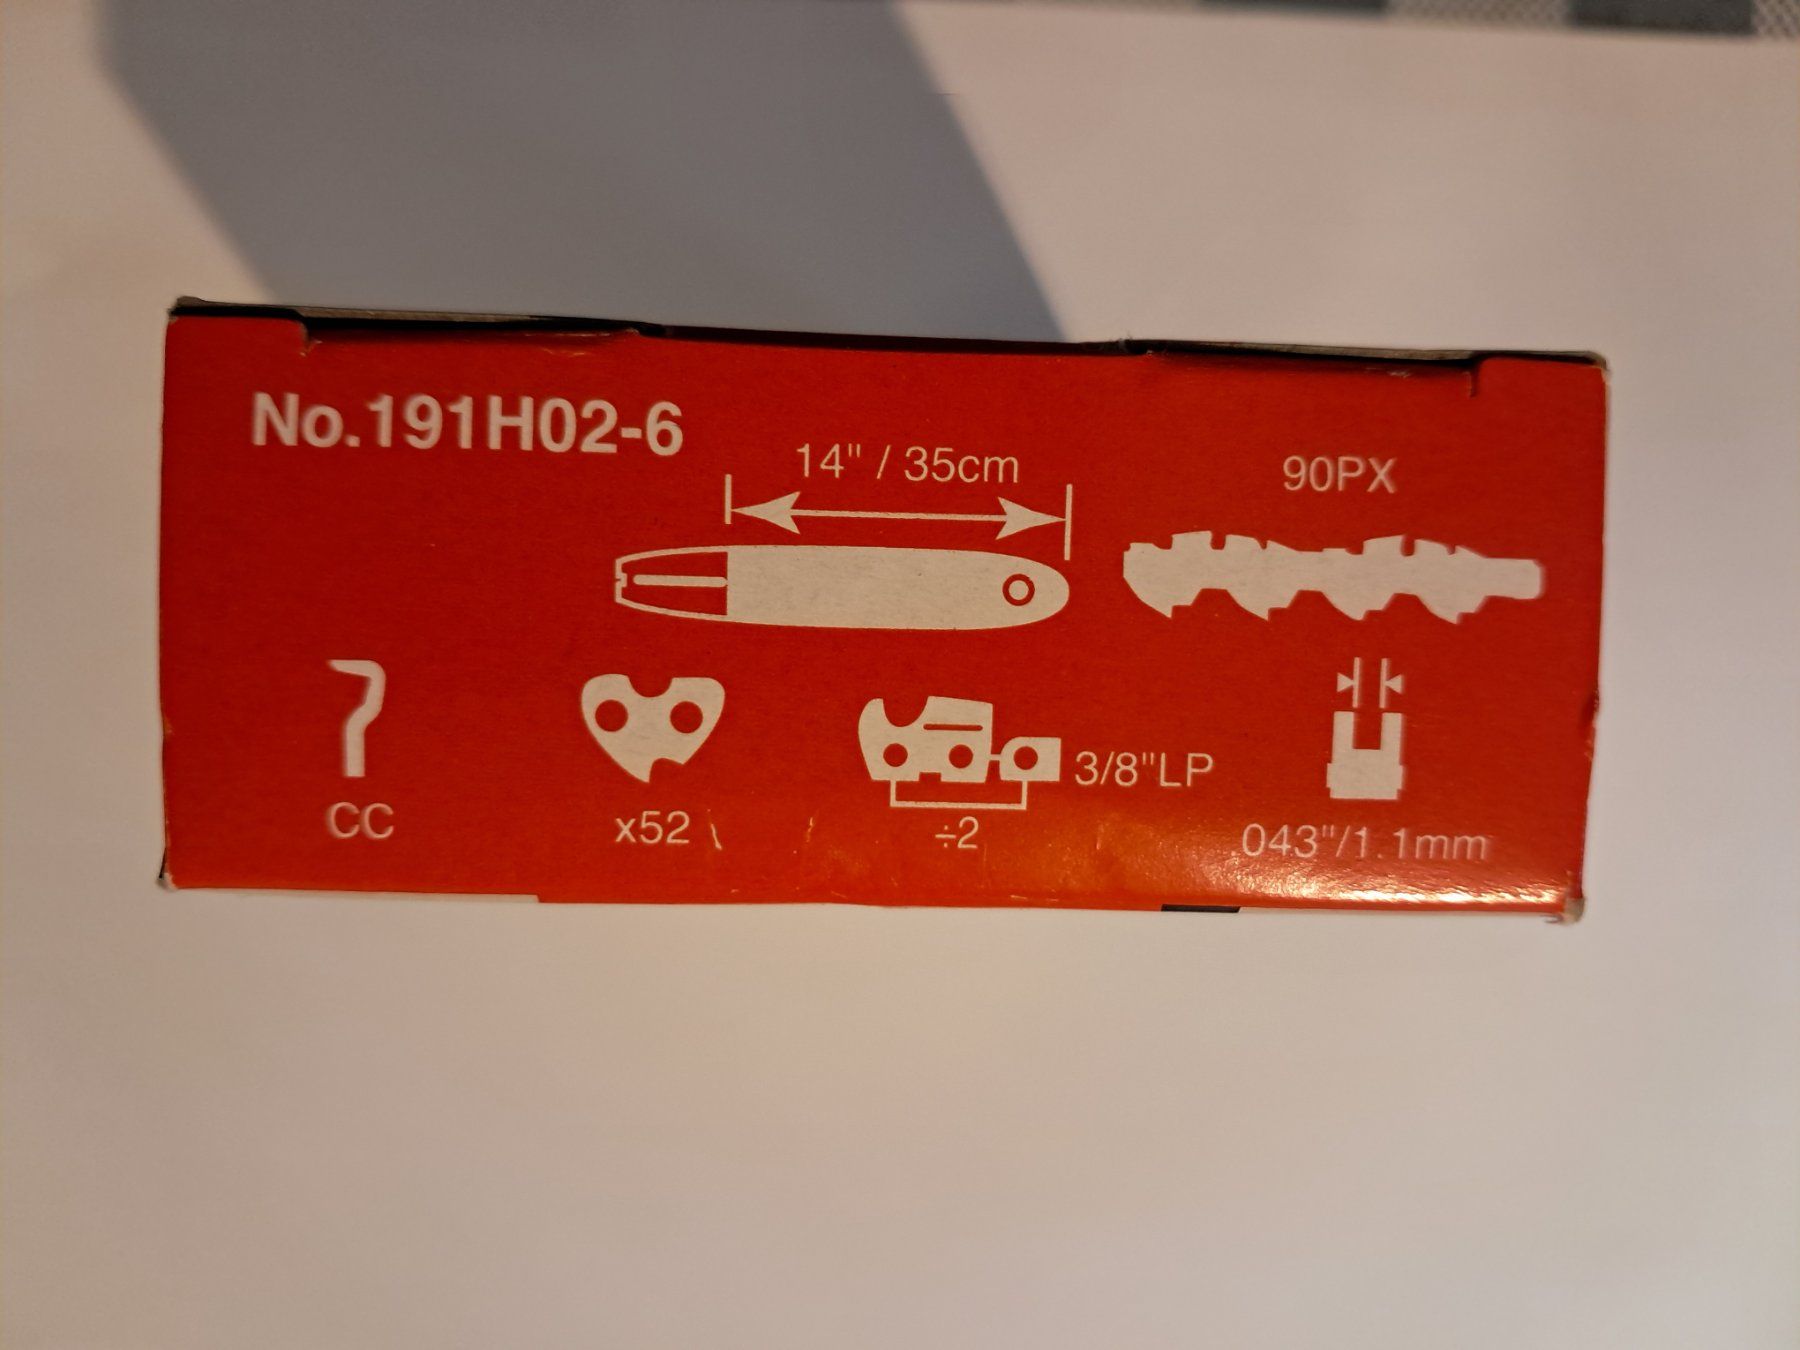 No.191H02-6
14" / 35cm
90PX
CC
x52
÷2
3/8"LP
.043"/1.1mm